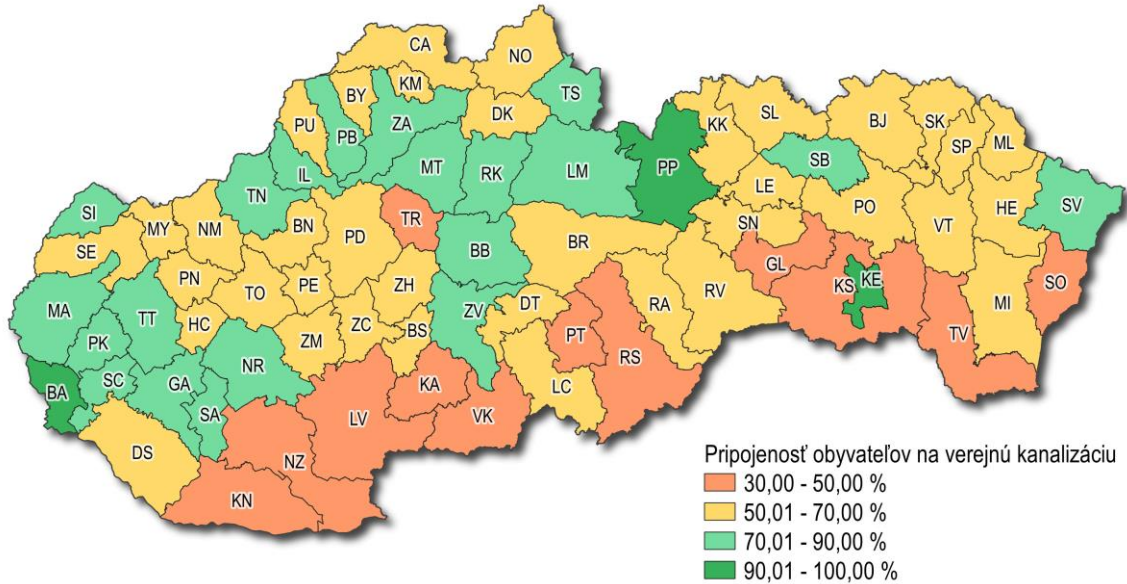 CA
NO
KM
BY
TS
DK
PU
PB
ZA
KK
SL
BJ
SK
SP
ML
SB
IL
MT
RK
LM
PP
TN
LE
SI
SV
TR
SN
PO
VT
HE
MY
NM
BN
PD
BB
BR
SE
GL
PN
TO
PE
ZH
KS
KE
SO
RA
RV
MI
MA
TT
HC
ZC
BS
ZV
DT
PT
RS
TV
PK
ZM
SC
GA
NR
KA
LC
BA
SA
LV
VK
DS
NZ
KN
Pripojenosť obyvateľov na verejnú kanalizáciu
30,00 - 50,00 %
50,01 - 70,00 %
70,01 - 90,00 %
90,01 - 100,00 %